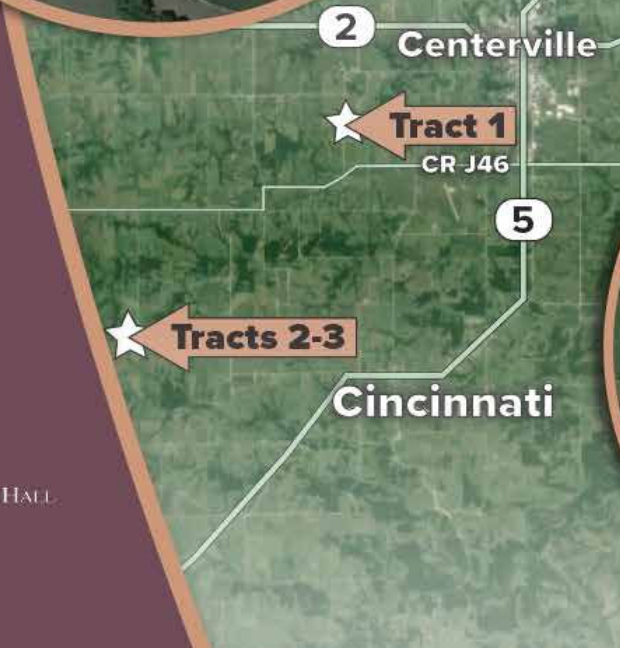 2
Centerville
Tract 1
CR J46
5
Tracts 2-3
Cincinnati
HALL